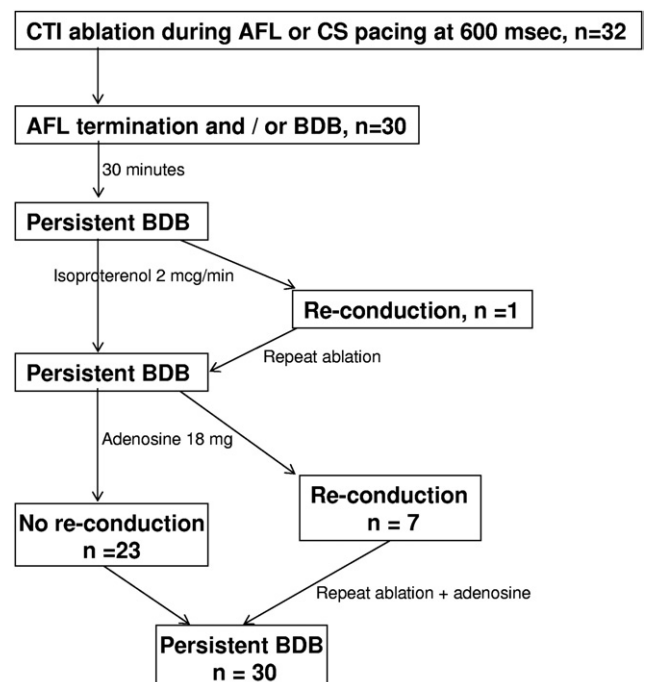 CTI ablation during AFL or CS pacing at 600 msec, n=32
AFL termination and / or BDB, n=30
30 minutes
Persistent BDB
Isoproterenol 2 mcg/min
Re-conduction, n =1
Repeat ablation
Persistent BDB
Adenosine 18 mg
Re-conduction
n = 7
No re-conduction
n =23
Repeat ablation + adenosine
Persistent BDB
n = 30